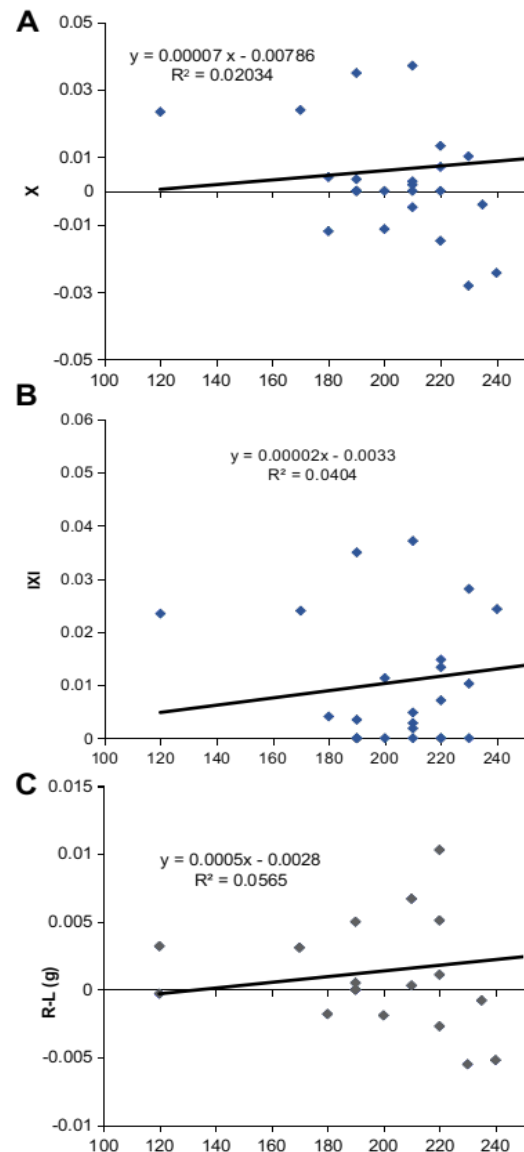 A
0.05
y = 0.00007 x - 0.00786
R² = 0.02034
0.03
0.01
0
X
-0.01
-0.03
-0.05
100 120 140 160 180 200 220 240
B
0.06
y = 0.00002x - 0.0033
R² = 0.0404
0.05
0.04
0.03
IXI
0.02
0.01
0
100 120 140 160 180 200 220 240
C
0.015
y = 0.0005x - 0.0028
R² = 0.0565
0.01
0.005
0
R-L (g)
-0.005
-0.01
100 120 140 160 180 200 220 240